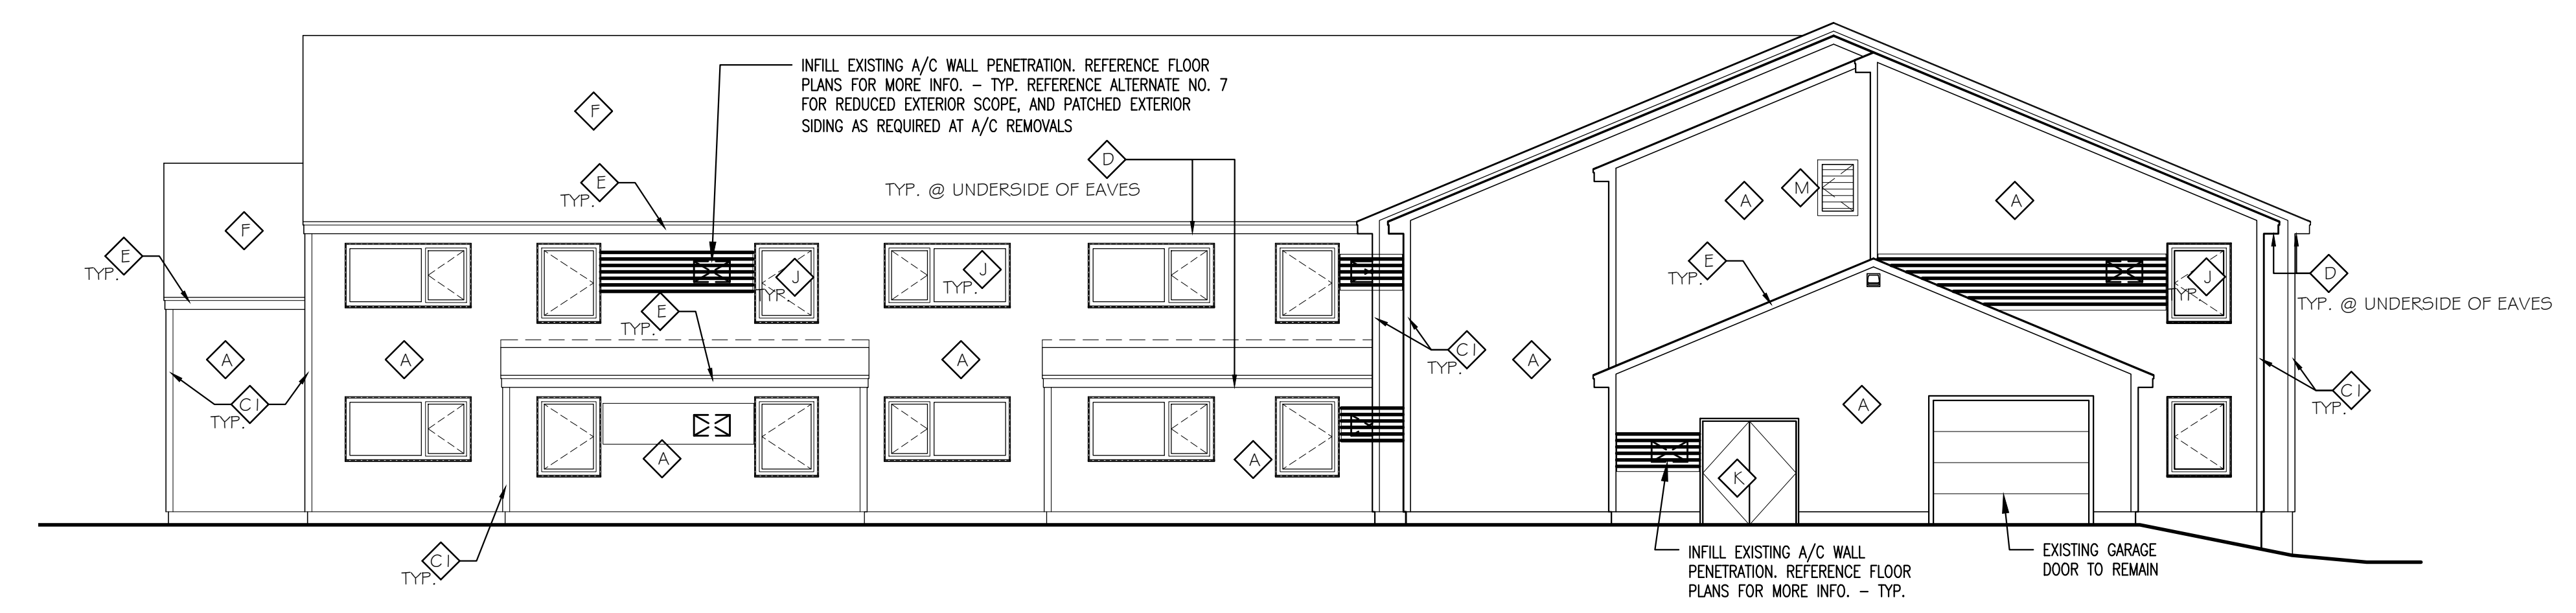 INFILL EXISTING A/C WALL PENETRATION. REFERENCE FLOOR
PLANS FOR MORE INFO. – TYP. REFERENCE ALTERNATE NO. 7
FOR REDUCED EXTERIOR SCOPE, AND PATCHED EXTERIOR
SIDING AS REQUIRED AT A/C REMOVALS
F
D
TYP. @ UNDERSIDE OF EAVES
E
TYP.
M
A
A
F
E
TYP.
E
TYP.
J
TYP.
J
TYP.
J
TYP.
D
TYP. @ UNDERSIDE OF EAVES
E
TYP.
A
A
A
C1
TYP.
A
C1
TYP.
A
C1
TYP.
A
A
K
C1
TYP.
INFILL EXISTING A/C WALL
PENETRATION. REFERENCE FLOOR
PLANS FOR MORE INFO. – TYP.
EXISTING GARAGE
DOOR TO REMAIN